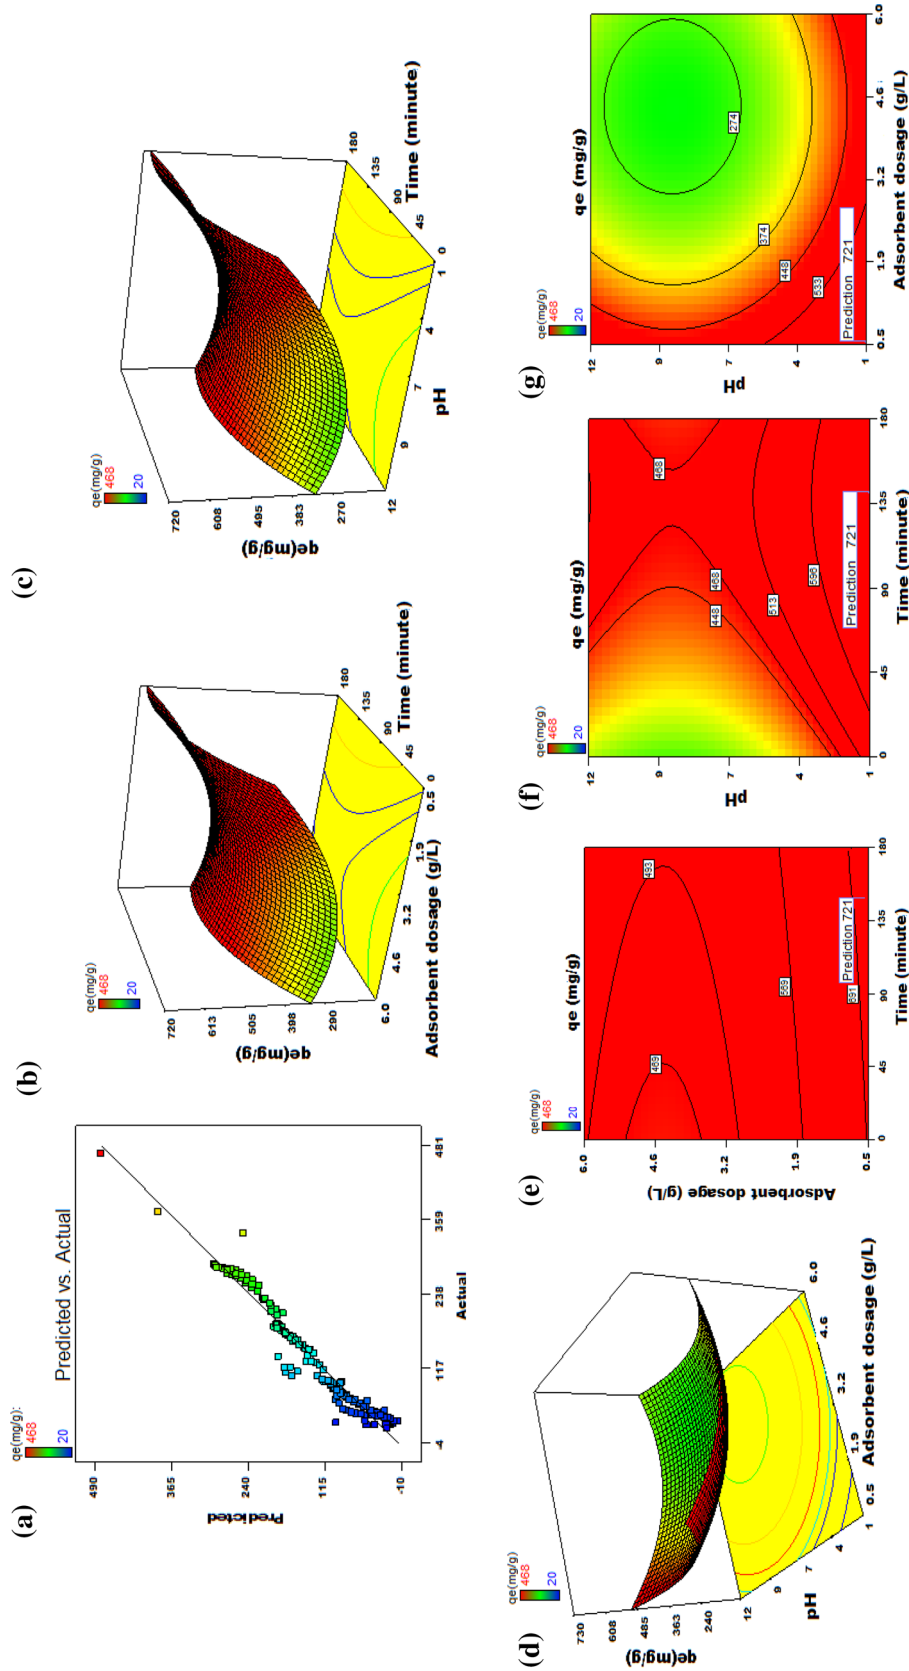 (a)
qe(mg/g):
468
20
Predicted vs. Actual
490
365
240
115
-10
Predicted
-4
117
238
359
481
Actual
(b)
qe(mg/g)
468
20
720
613
505
398
290
qe(mg/g)
6.0
4.6
3.2
1.9
0.5
Adsorbent dosage (g/L)
0
45
90
135
180
Time (minute)
(c)
qe(mg/g)
468
20
720
608
495
383
270
qe(mg/g)
12
9
7
4
1
pH
0
45
90
135
180
Time (minute)
(d)
qe(mg/g)
468
20
730
608
485
363
240
qe(mg/g)
12
9
7
4
1
pH
0.5
1.9
3.2
4.6
6.0
Adsorbent dosage (g/L)
(e)
qe(mg/g)
468
20
qe (mg/g)
6.0
4.6
3.2
1.9
0.5
Adsorbent dosage (g/L)
493
469
569
691
Prediction 721
0
45
90
135
180
Time (minute)
(f)
qe(mg/g)
468
20
qe (mg/g)
12
9
7
4
1
pH
468
468
448
513
596
Prediction 721
0
45
90
135
180
Time (minute)
(g)
qe(mg/g)
468
20
qe (mg/g)
12
9
7
4
1
pH
274
374
448
533
Prediction 721
0.5
1.9
3.2
4.6
6.0
Adsorbent dosage (g/L)